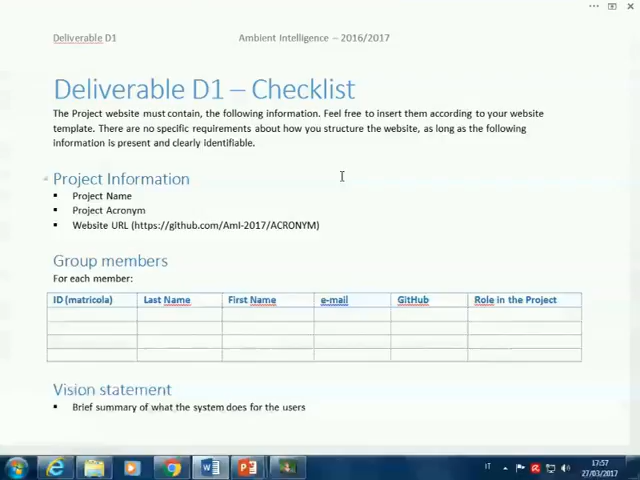 Deliverable D1 Ambient Intelligence – 2016/2017
Deliverable D1 – Checklist
The Project website must contain, the following information. Feel free to insert them according to your website
template. There are no specific requirements about how you structure the website, as long as the following
information is present and clearly identifiable.
Project Information
Project Name
Project Acronym
Website URL (https://github.com/AmI-2017/ACRONYM)
Group members
For each member:
ID (matricola) Last Name First Name e-mail GitHub Role in the Project
Vision statement
Brief summary of what the system does for the users
IT 17:57
27/03/2017